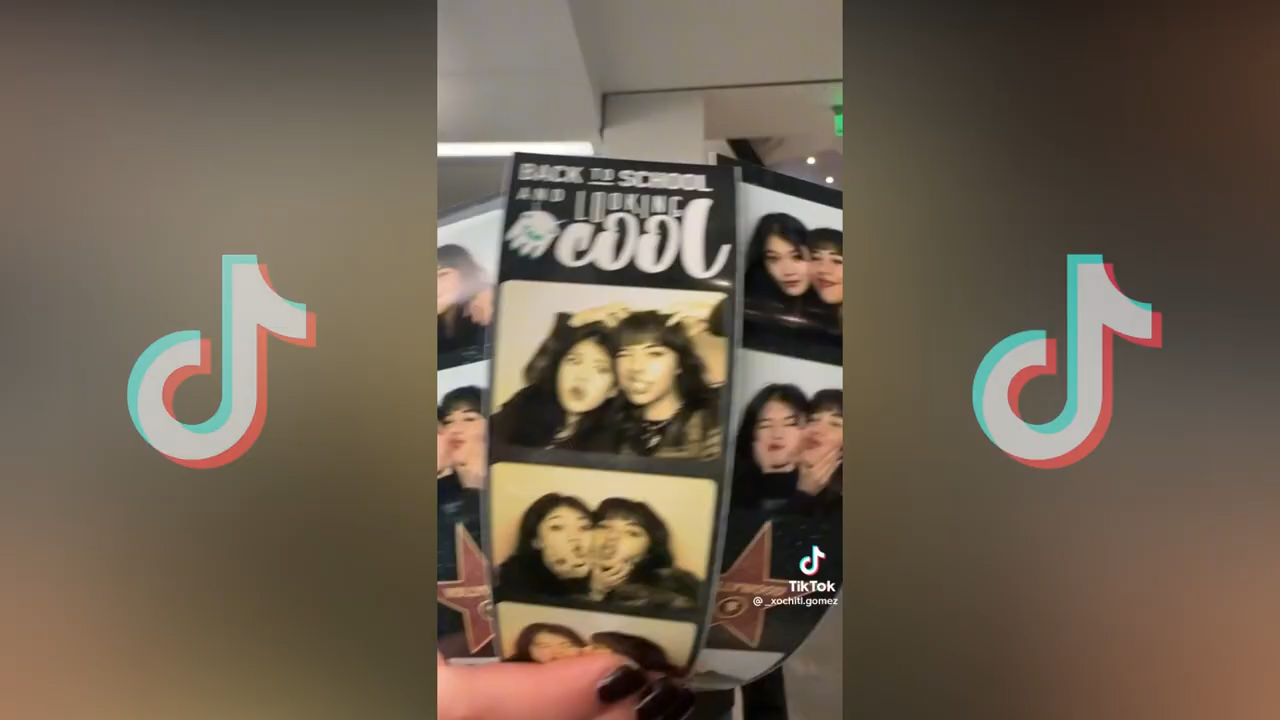 BACK TO SCHOOL
AND LOOKING
cool
TikTok
@_xochitl.gomez